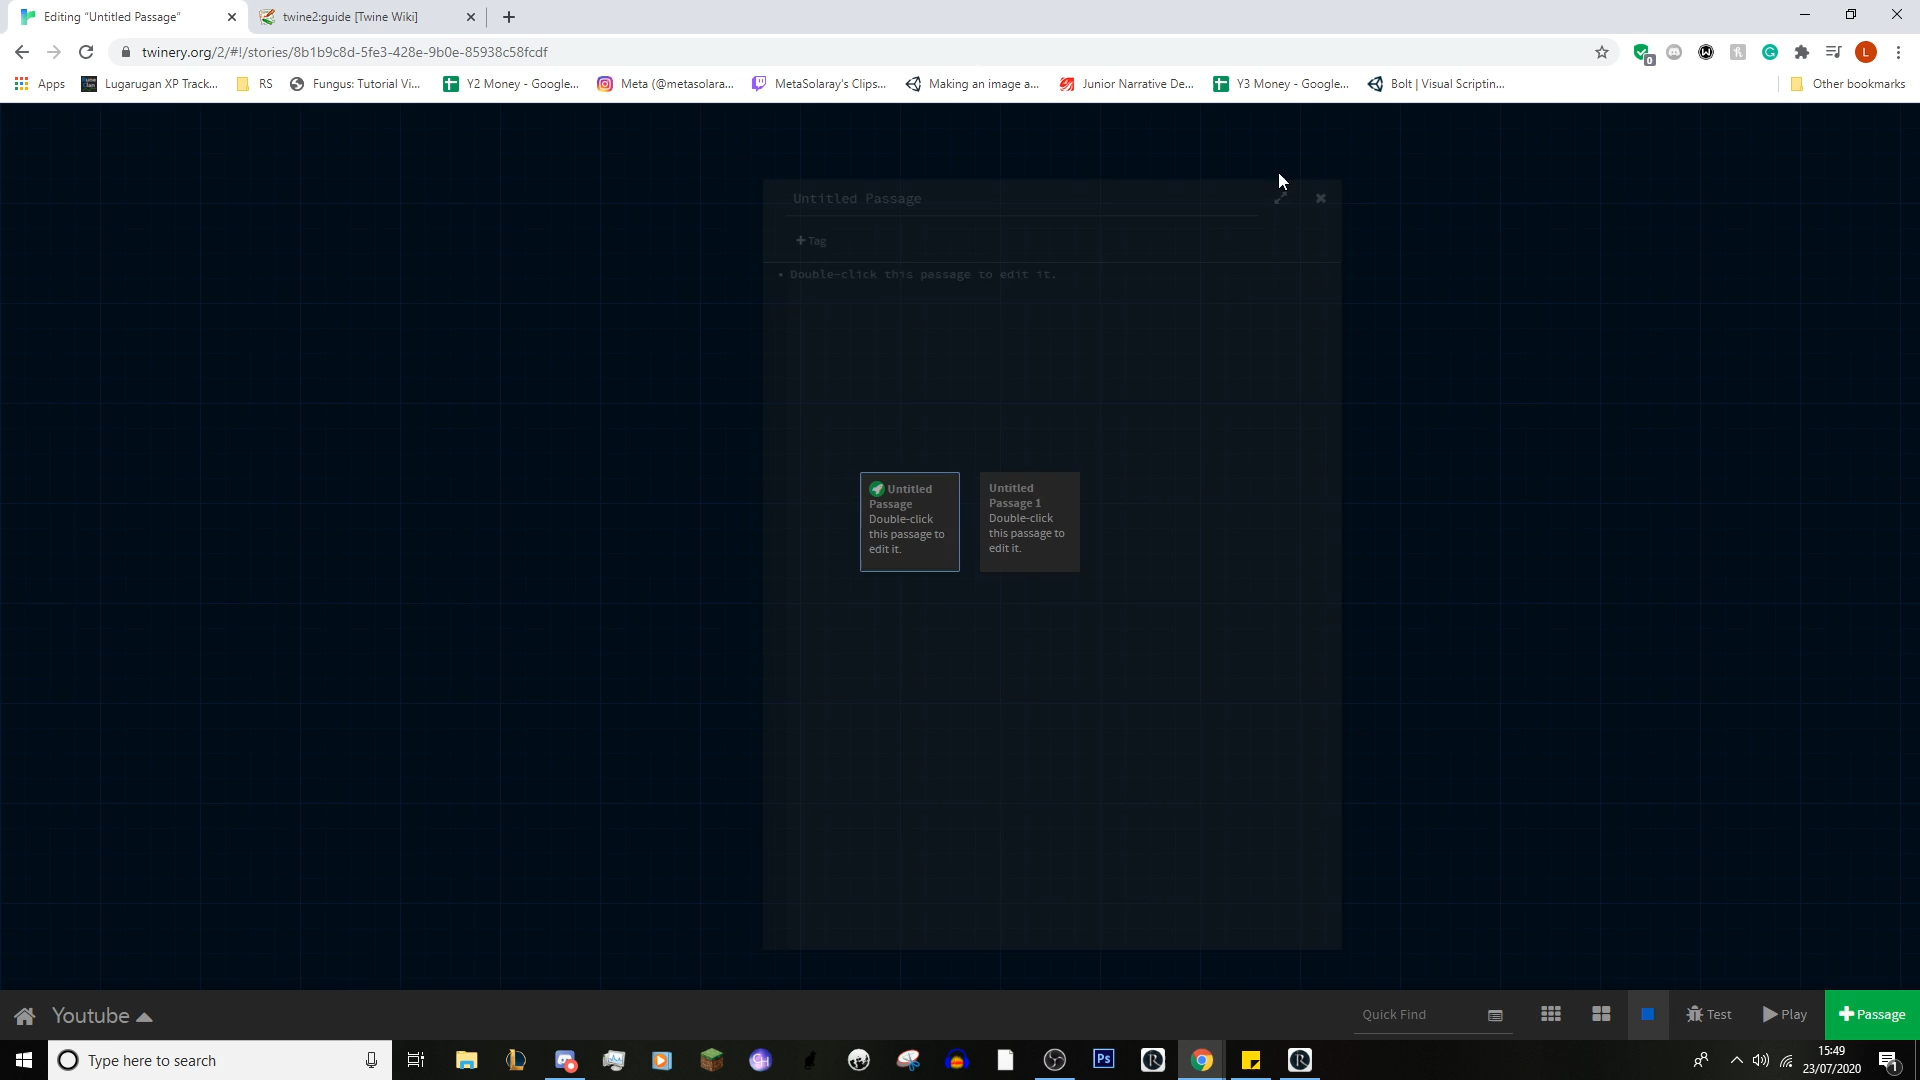 Editing "Untitled Passage"
twine2:guide [Twine Wiki]
twinery.org/2/#!/stories/8b1b9c8d-5fe3-428e-9b0e-85938c58fcdf
0
L
Apps
Lugarugan XP Track...
RS
Fungus: Tutorial Vi...
Y2 Money - Google...
Meta (@metasolara...
MetaSolaray's Clips...
Making an image a...
Junior Narrative De...
Y3 Money - Google...
Bolt | Visual Scriptin...
Other bookmarks
Untitled Passage
+Tag
• Double-click this passage to edit it.
Untitled
Passage
Double-click
this passage to
edit it.
Untitled
Passage 1
Double-click
this passage to
edit it.
Youtube
Quick Find
Test
Play
+Passage
Type here to search
Ps
15:49
23/07/2020
1